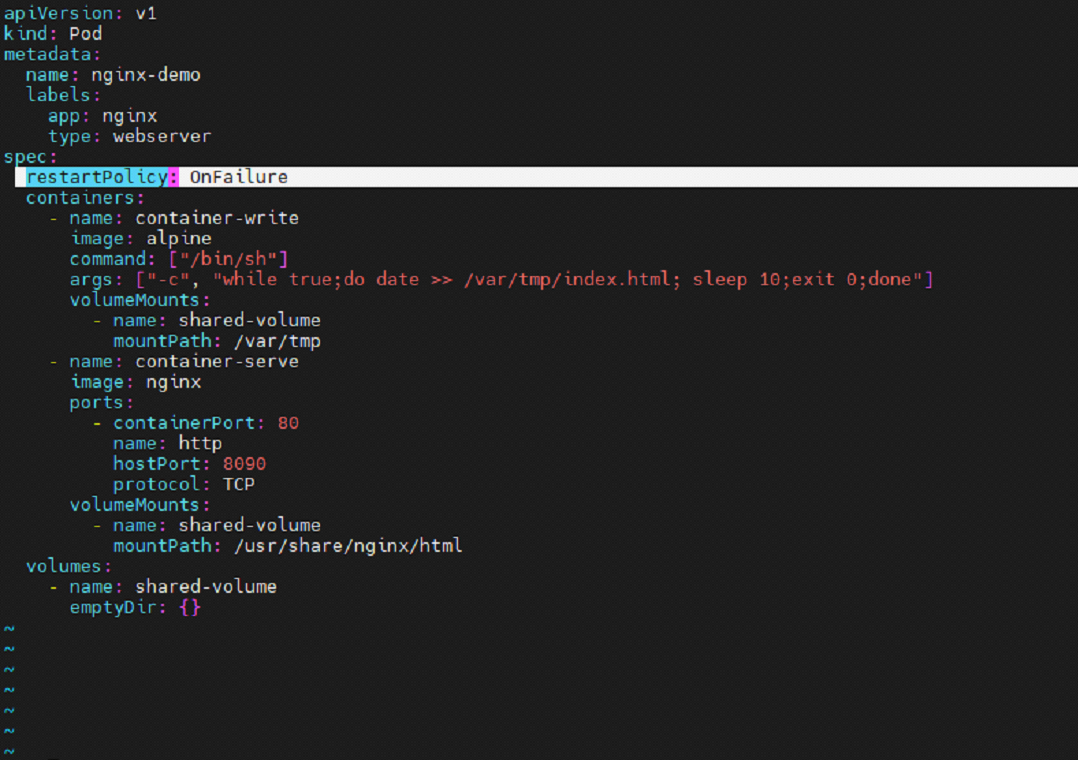 apiVersion: v1
kind: Pod
metadata:
  name: nginx-demo
  labels:
    app: nginx
    type: webserver
spec:
  restartPolicy: OnFailure
  containers:
    - name: container-write
      image: alpine
      command: ["/bin/sh"]
      args: ["-c", "while true;do date >> /var/tmp/index.html; sleep 10;exit 0;done"]
      volumeMounts:
        - name: shared-volume
          mountPath: /var/tmp
    - name: container-serve
      image: nginx
      ports:
        - containerPort: 80
          name: http
          hostPort: 8090
          protocol: TCP
      volumeMounts:
        - name: shared-volume
          mountPath: /usr/share/nginx/html
  volumes:
    - name: shared-volume
      emptyDir: {}
~
~
~
~
~
~
~